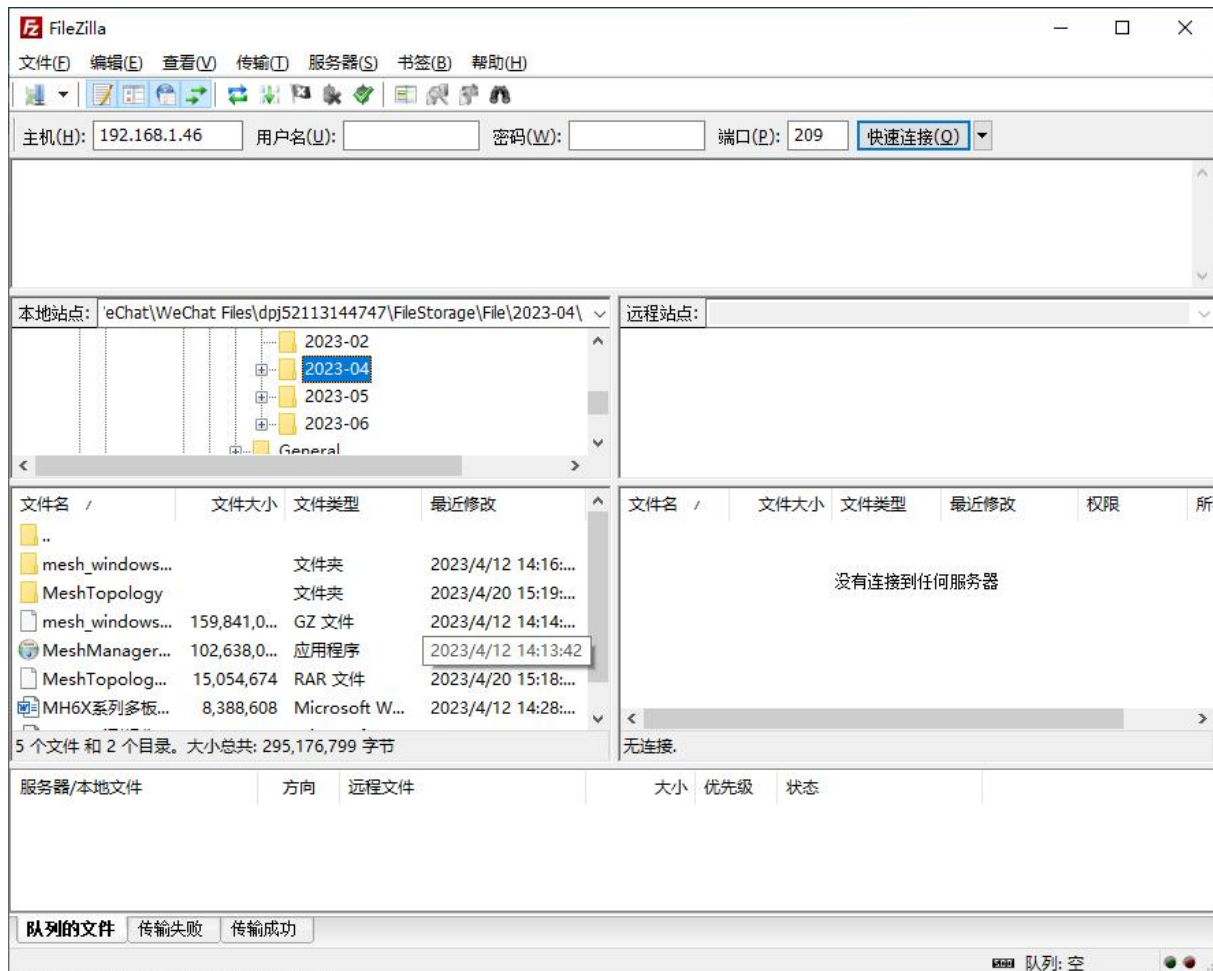 FileZilla
文件(F) 编辑(E) 查看(V) 传输(T) 服务器(S) 书签(B) 帮助(H)
主机(H): 192.168.1.46 用户名(U): 密码(W): 端口(P): 209 快速连接(Q)
本地站点: 'eChat\WeChat Files\dpj52113144747\FileStorage\File\2023-04\ 远程站点:
2023-02
2023-04
2023-05
2023-06
General
文件名 / 文件大小 文件类型 最近修改 文件名 / 文件大小 文件类型 最近修改 权限 所
..
mesh_windows... 文件夹 2023/4/12 14:16:...
MeshTopology 文件夹 2023/4/20 15:19:...
没有连接到任何服务器
mesh_windows... 159,841,0... GZ 文件 2023/4/12 14:14:...
MeshManager... 102,638,0... 应用程序 2023/4/12 14:13:42
MeshTopolog... 15,054,674 RAR 文件 2023/4/20 15:18:...
MH6X系列多板... 8,388,608 Microsoft W... 2023/4/12 14:28:...
5 个文件 和 2 个目录。大小总共: 295,176,799 字节 无连接.
服务器/本地文件 方向 远程文件 大小 优先级 状态
队列的文件 传输失败 传输成功
队列: 空